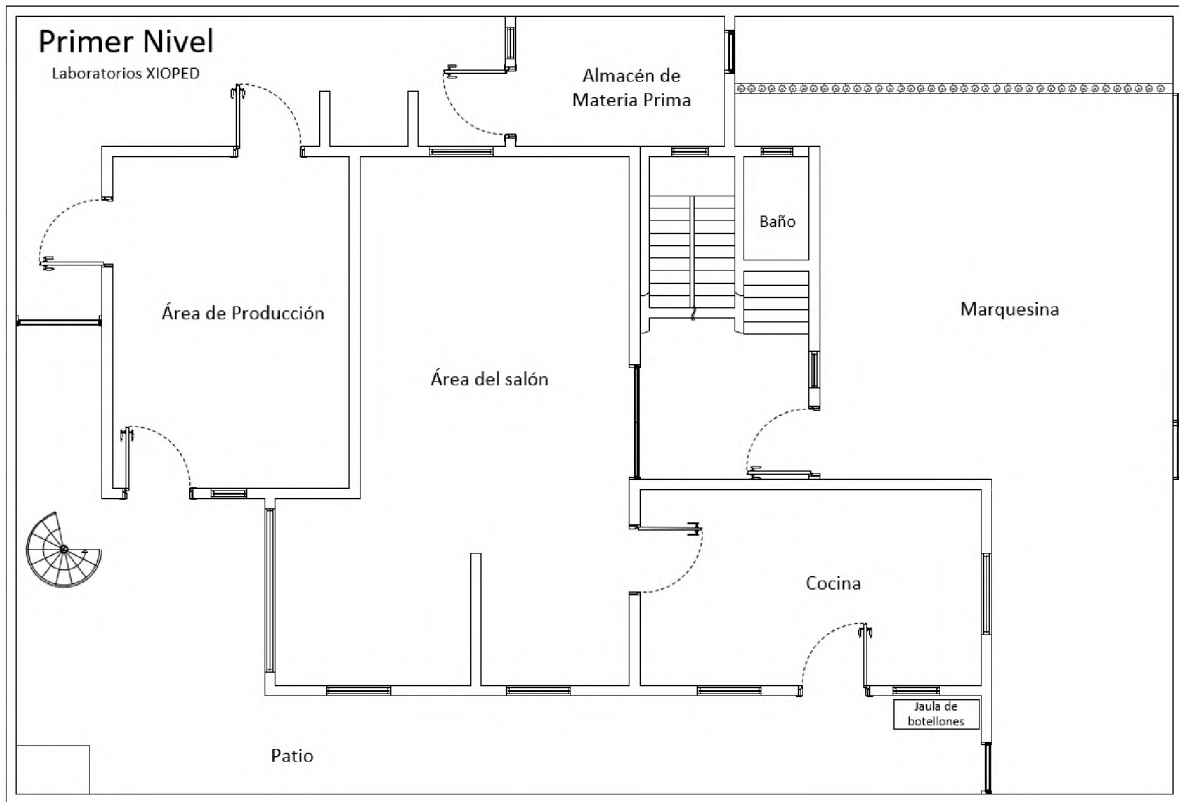 Primer Nivel
Laboratorios XIOPED
Almacén de
Materia Prima
Baño
Área de Producción
Marquesina
Área del salón
Cocina
Jaula de
botellones
Patio